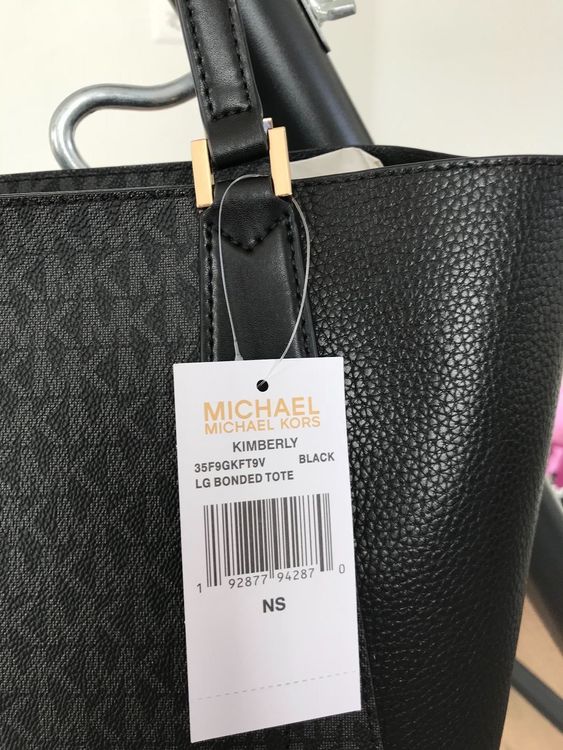 MICHAEL
MICHAEL KORS
KIMBERLY
35F9GKFT9V BLACK
LG BONDED TOTE
1 92877 94287 0
NS